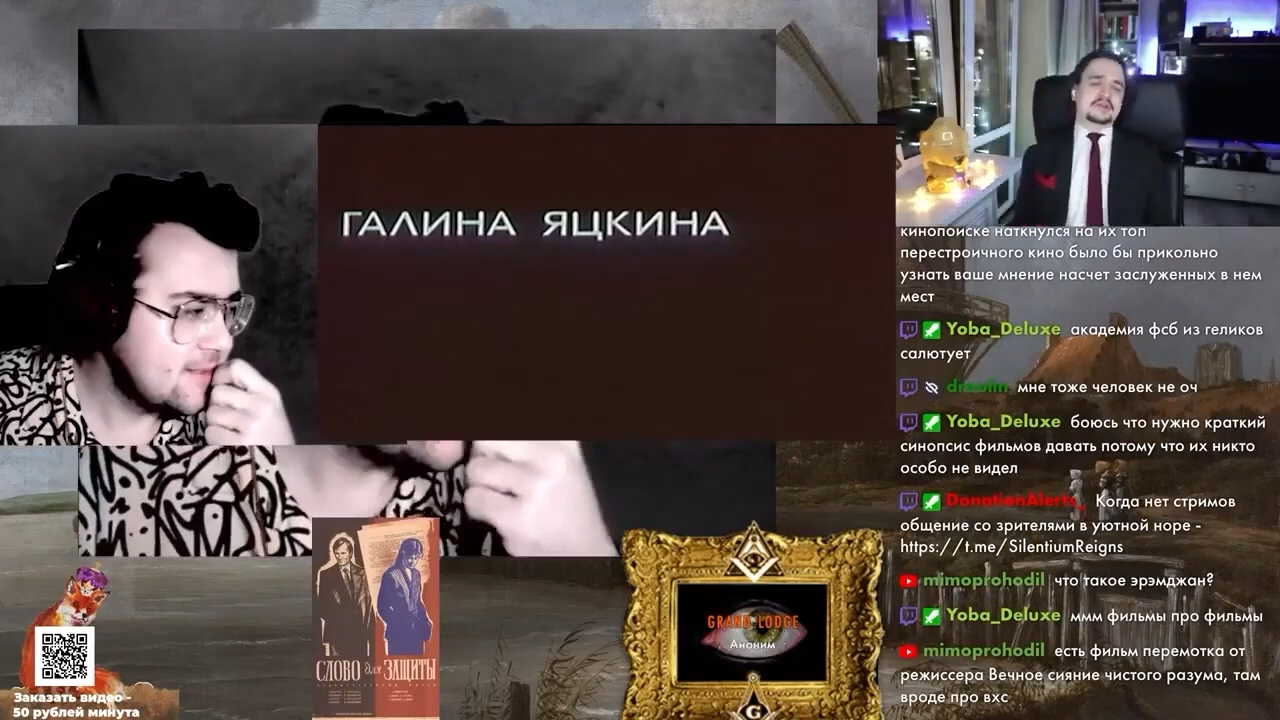 ГАЛИНА ЯЦКИНА
кинопоиске наткнулся на их топ
перестроичного кино было бы прикольно
узнать ваше мнение насчет заслуженных в нем
мест
Yoba_Deluxe академия фсб из геликов
салютует
мне тоже человек не оч
Yoba_Deluxe боюсь что нужно краткий
синопсис фильмов давать потому что их никто
особо не видел
DonationAlerts_ Когда нет стримов
общение со зрителями в уютной норе -
https://t.me/SilentiumReigns
mimoprohodil что такое эрэмджан?
Yoba_Deluxe ммм фильмы про фильмы
mimoprohodil есть фильм перемотка от
режиссера Вечное сияние чистого разума, там
вроде про вхс
СЛОВО для ЗАЩИТЫ
GRAND LODGE
Аноним
G
Заказать видео -
50 рублей минута